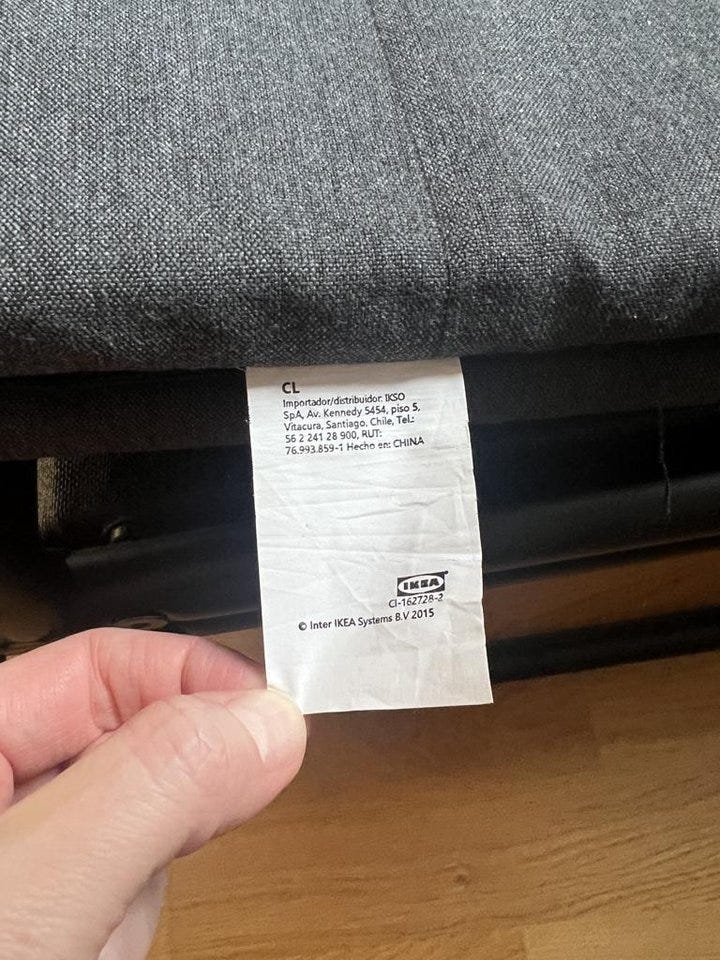 CL
Importador/distribuidor: IKSO
SpA, Av. Kennedy 5454, piso 5,
Vitacura, Santiago, Chile, Tel.:
56 2 241 28 900, RUT:
76.993.859-1 Hecho en: CHINA
IKEA
CI-162728-2
© Inter IKEA Systems B.V 2015